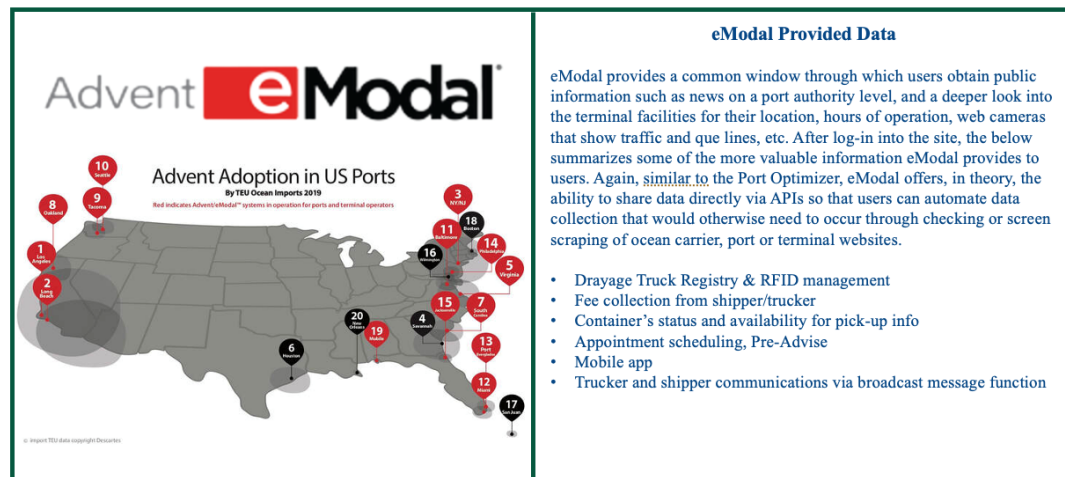 Advent eModal
Advent Adoption in US Ports
By TEU Ocean Imports 2019
Red indicates Advent/eModal™ systems in operation for ports and terminal operators
10
Seattle
9
Tacoma
8
Oakland
1
Los Angeles
2
Long Beach
3
NY/NJ
18
Boston
11
Baltimore
14
Philadelphia
16
Wilmington
5
Virginia
15
Jacksonville
7
South Carolina
4
Savannah
20
New Orleans
19
Mobile
6
Houston
13
Port Everglades
12
Miami
17
San Juan
import TEU data copyright Descartes
eModal Provided Data
eModal provides a common window through which users obtain public
information such as news on a port authority level, and a deeper look into
the terminal facilities for their location, hours of operation, web cameras
that show traffic and que lines, etc. After log-in into the site, the below
summarizes some of the more valuable information eModal provides to
users. Again, similar to the Port Optimizer, eModal offers, in theory, the
ability to share data directly via APIs so that users can automate data
collection that would otherwise need to occur through checking or screen
scraping of ocean carrier, port or terminal websites.
• Drayage Truck Registry & RFID management
• Fee collection from shipper/trucker
• Container's status and availability for pick-up info
• Appointment scheduling, Pre-Advise
• Mobile app
• Trucker and shipper communications via broadcast message function